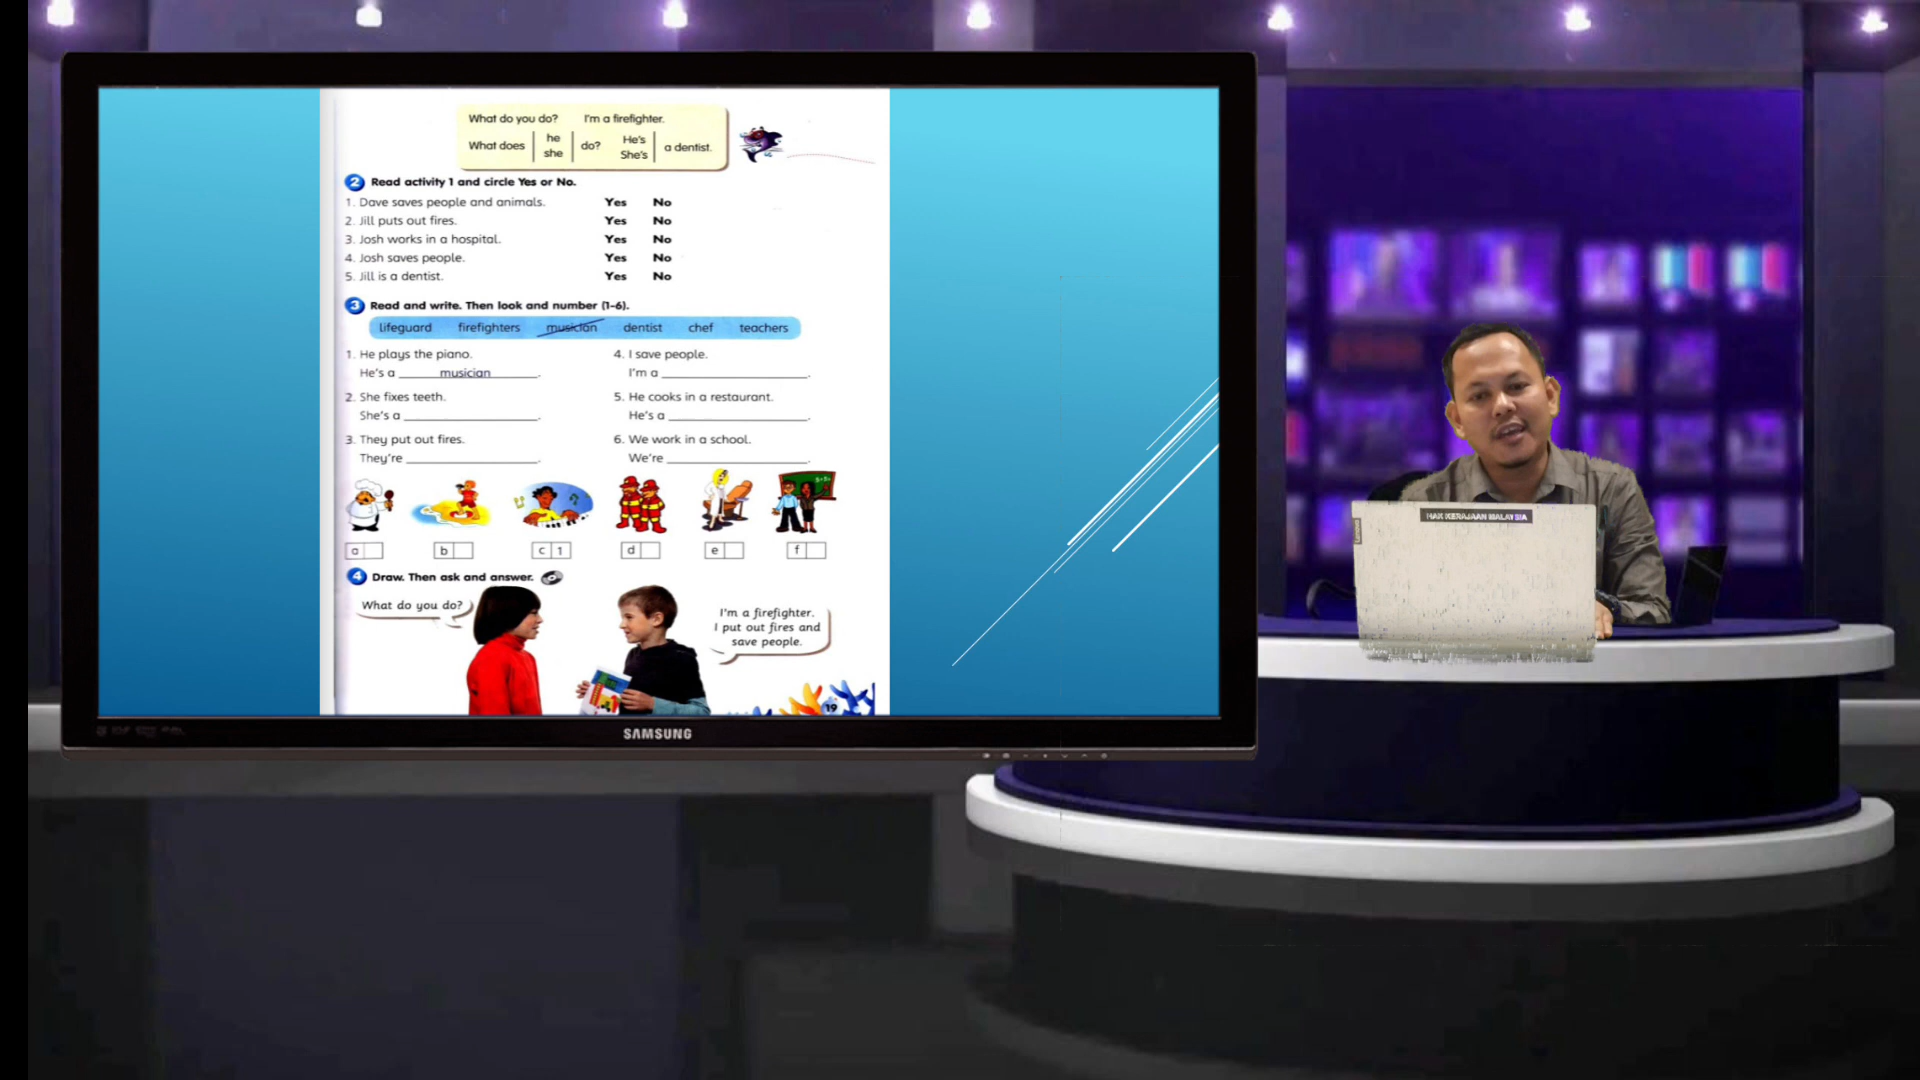 What do you do? I'm a firefighter.
What does he she do? He's She's a dentist.
2 Read activity 1 and circle Yes or No.
1. Dave saves people and animals. Yes No
2. Jill puts out fires. Yes No
3. Josh works in a hospital. Yes No
4. Josh saves people. Yes No
5. Jill is a dentist. Yes No
3 Read and write. Then look and number (1-6).
lifeguard firefighters musician dentist chef teachers
1. He plays the piano.
He's a musician.
2. She fixes teeth.
She's a ______.
3. They put out fires.
They're ______.
4. I save people.
I'm a ______.
5. He cooks in a restaurant.
He's a ______.
6. We work in a school.
We're ______.
a b c 1 d e f
4 Draw. Then ask and answer.
What do you do?
I'm a firefighter.
I put out fires and
save people.
19
SAMSUNG
HAK KERAJAAN MALAYSIA